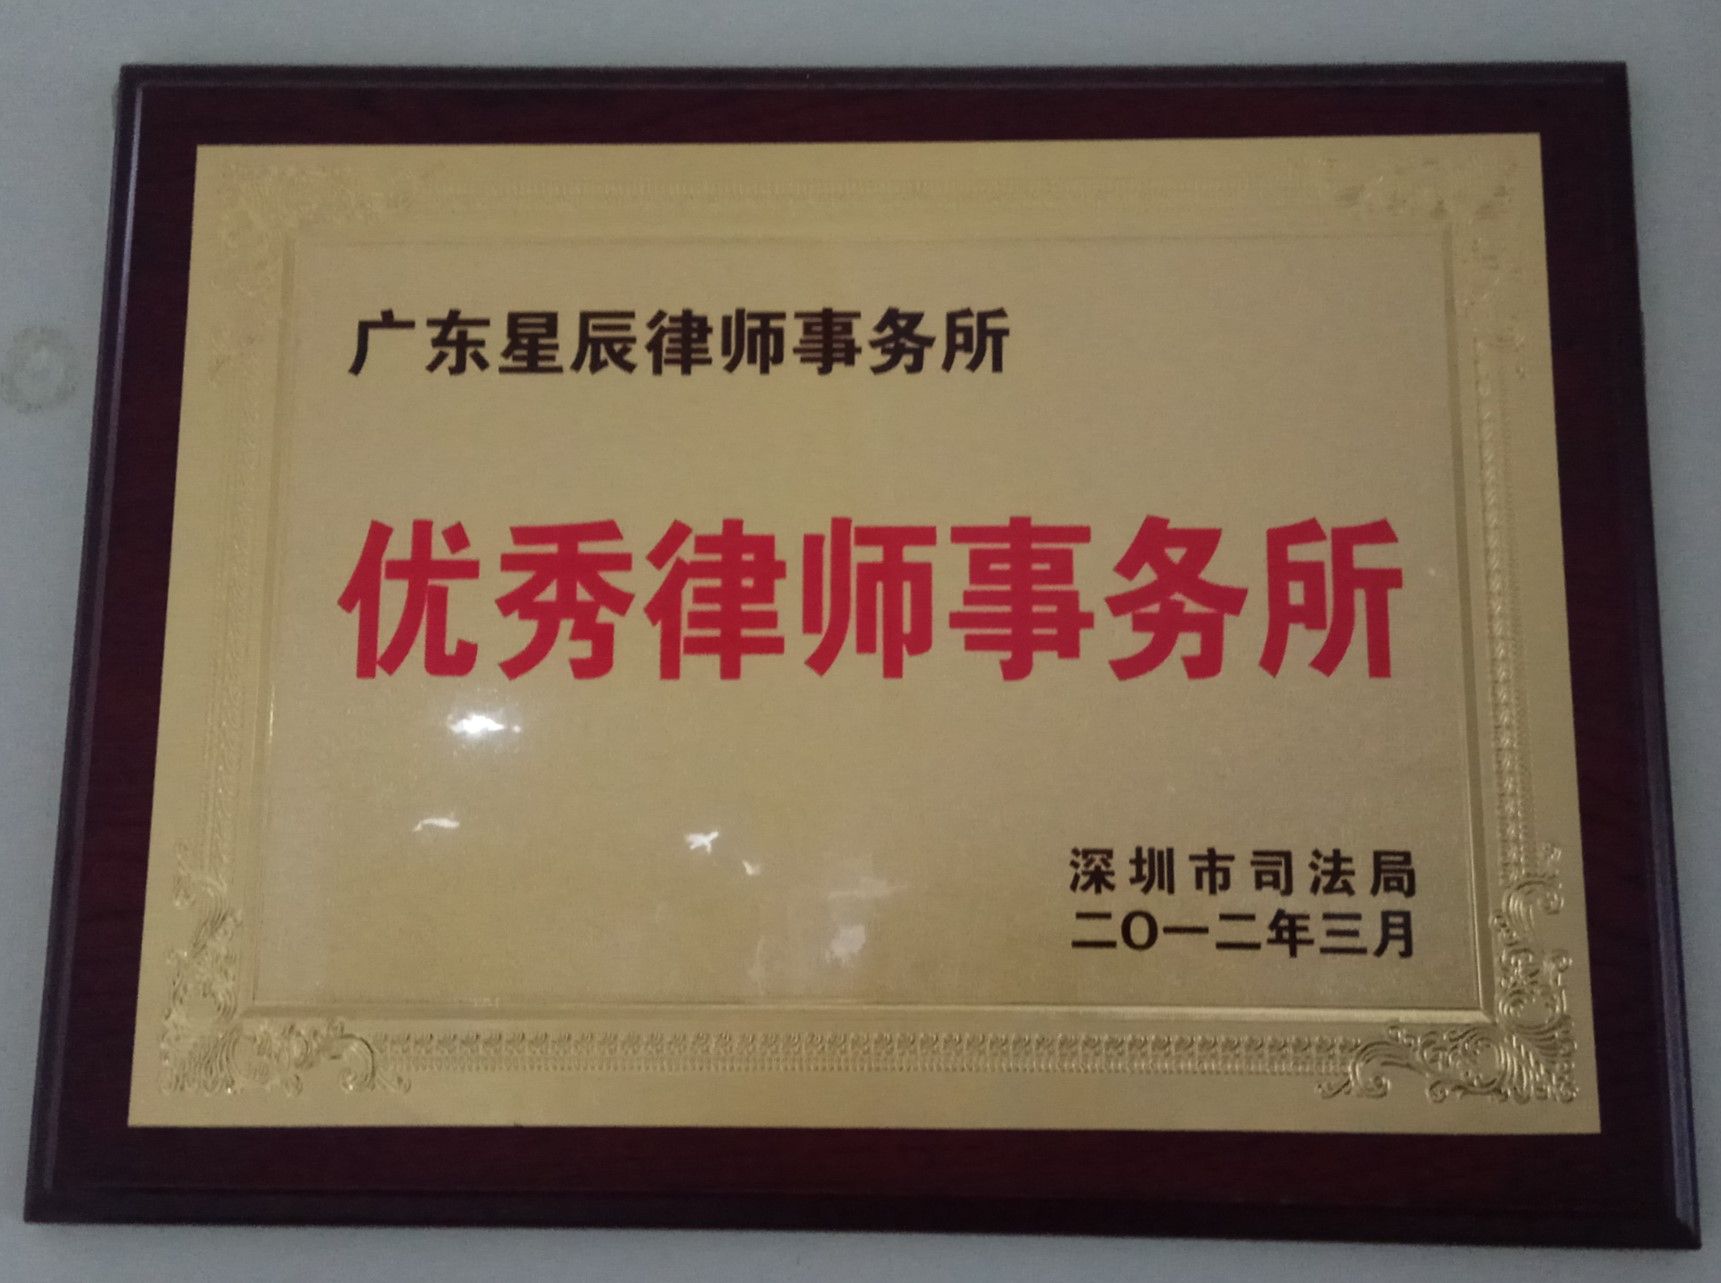 广东星辰律师事务所
优秀律师事务所
深圳市司法局
二〇一二年三月